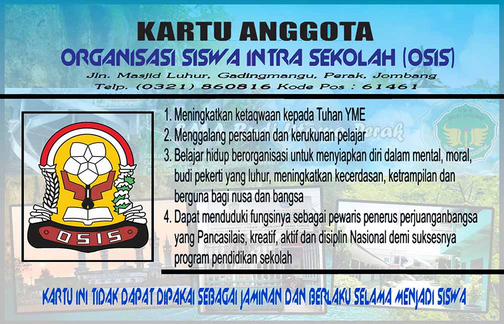 KARTU ANGGOTA
ORGANISASI SISWA INTRA SEKOLAH (OSIS)
Jln. Masjid Luhur, Gadingmangu, Perak, Jombang
Telp. (0321) 860816 Kode Pos : 61461
1. Meningkatkan ketaqwaan kepada Tuhan YME
2. Menggalang persatuan dan kerukunan pelajar
3. Belajar hidup berorganisasi untuk menyiapkan diri dalam mental, moral,
budi pekerti yang luhur, meningkatkan kecerdasan, ketrampilan dan
berguna bagi nusa dan bangsa
4. Dapat menduduki fungsinya sebagai pewaris penerus perjuanganbangsa
yang Pancasilais, kreatif, aktif dan disiplin Nasional demi suksesnya
program pendidikan sekolah
OSIS
KARTU INI TIDAK DAPAT DIPAKAI SEBAGAI JAMINAN DAN BERLAKU SELAMA MENJADI SISWA